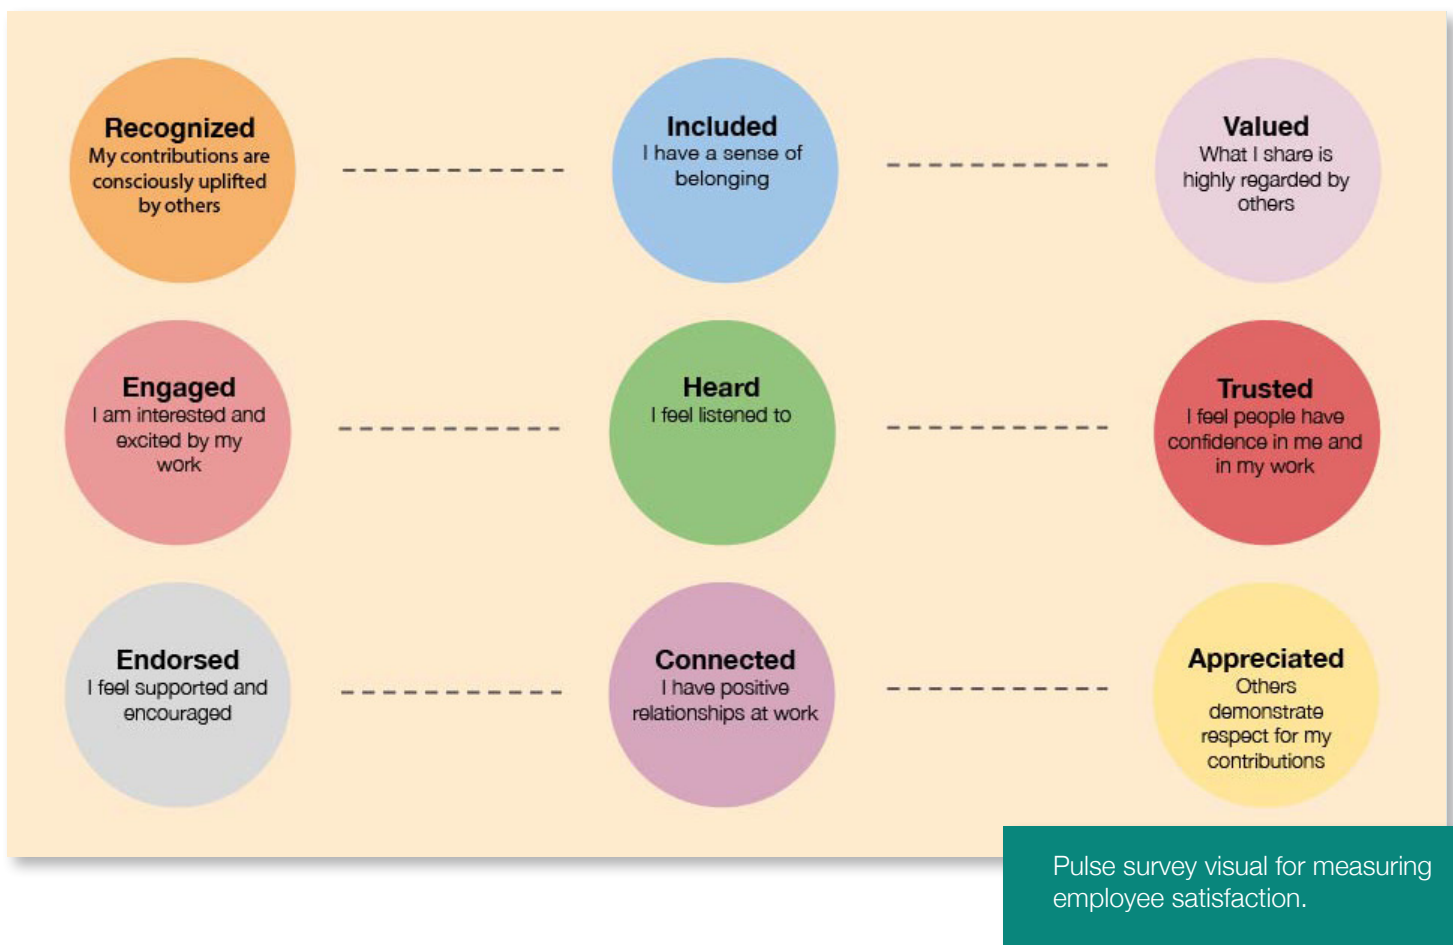 Recognized
My contributions are
consciously uplifted
by others
Included
I have a sense of
belonging
Valued
What I share is
highly regarded by
others
Engaged
I am interested and
excited by my
work
Heard
I feel listened to
Trusted
I feel people have
confidence in me and
in my work
Endorsed
I feel supported and
encouraged
Connected
I have positive
relationships at work
Appreciated
Others
demonstrate
respect for my
contributions
Pulse survey visual for measuring
employee satisfaction.